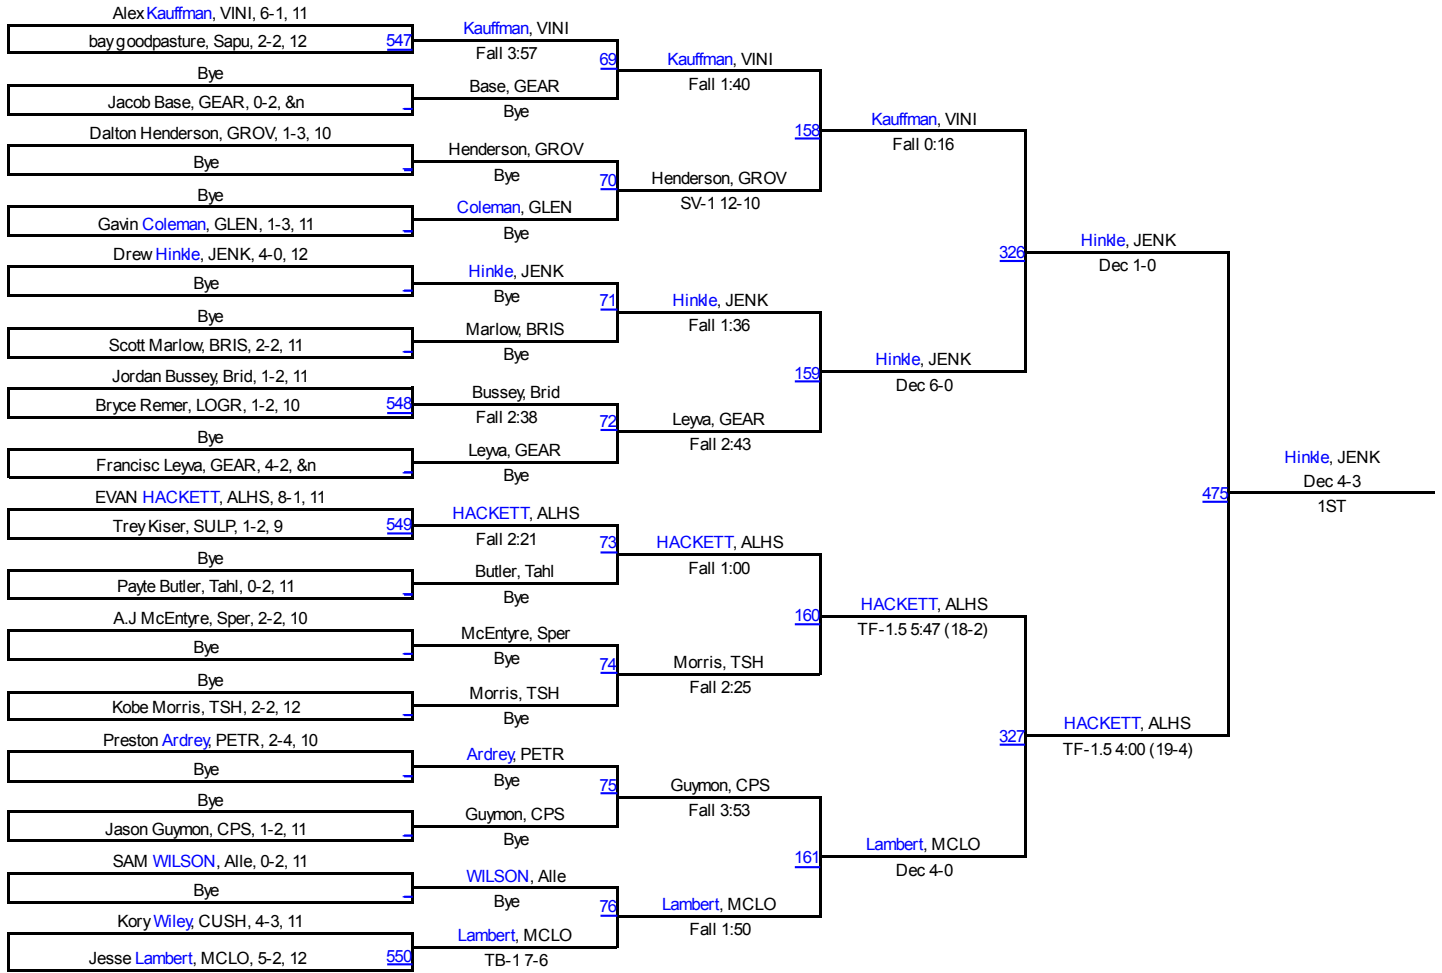 Alex Kauffman, VINI, 6-1, 11
bay goodpasture, Sapu, 2-2, 12
547
Bye
Jacob Base, GEAR, 0-2, &n
Dalton Henderson, GROV, 1-3, 10
Bye
Bye
Gavin Coleman, GLEN, 1-3, 11
Drew Hinkle, JENK, 4-0, 12
Bye
Bye
Scott Marlow, BRIS, 2-2, 11
Jordan Bussey, Brid, 1-2, 11
Bryce Remer, LOGR, 1-2, 10
548
Bye
Francisc Leyva, GEAR, 4-2, &n
EVAN HACKETT, ALHS, 8-1, 11
Trey Kiser, SULP, 1-2, 9
549
Bye
Payte Butler, Tahl, 0-2, 11
A.J McEntyre, Sper, 2-2, 10
Bye
Bye
Kobe Morris, TSH, 2-2, 12
Preston Ardrey, PETR, 2-4, 10
Bye
Bye
Jason Guymon, CPS, 1-2, 11
SAM WILSON, Alle, 0-2, 11
Bye
Kory Wiley, CUSH, 4-3, 11
Jesse Lambert, MCLO, 5-2, 12
550
Kauffman, VINI
Fall 3:57
69
Base, GEAR
Bye
Henderson, GROV
Bye
70
Coleman, GLEN
Bye
Hinkle, JENK
Bye
71
Marlow, BRIS
Bye
Bussey, Brid
Fall 2:38
72
Leyva, GEAR
Bye
HACKETT, ALHS
Fall 2:21
73
Butler, Tahl
Bye
McEntyre, Sper
Bye
74
Morris, TSH
Bye
Ardrey, PETR
Bye
75
Guymon, CPS
Bye
WILSON, Alle
Bye
76
Lambert, MCLO
TB-1 7-6
Kauffman, VINI
Fall 1:40
158
Henderson, GROV
SV-1 12-10
Hinkle, JENK
Fall 1:36
159
Leyva, GEAR
Fall 2:43
HACKETT, ALHS
Fall 1:00
160
Morris, TSH
Fall 2:25
Guymon, CPS
Fall 3:53
161
Lambert, MCLO
Fall 1:50
Kauffman, VINI
Fall 0:16
326
Hinkle, JENK
Dec 6-0
HACKETT, ALHS
TF-1.5 5:47 (18-2)
327
Lambert, MCLO
Dec 4-0
Hinkle, JENK
Dec 1-0
475
HACKETT, ALHS
TF-1.5 4:00 (19-4)
Hinkle, JENK
Dec 4-3
1ST